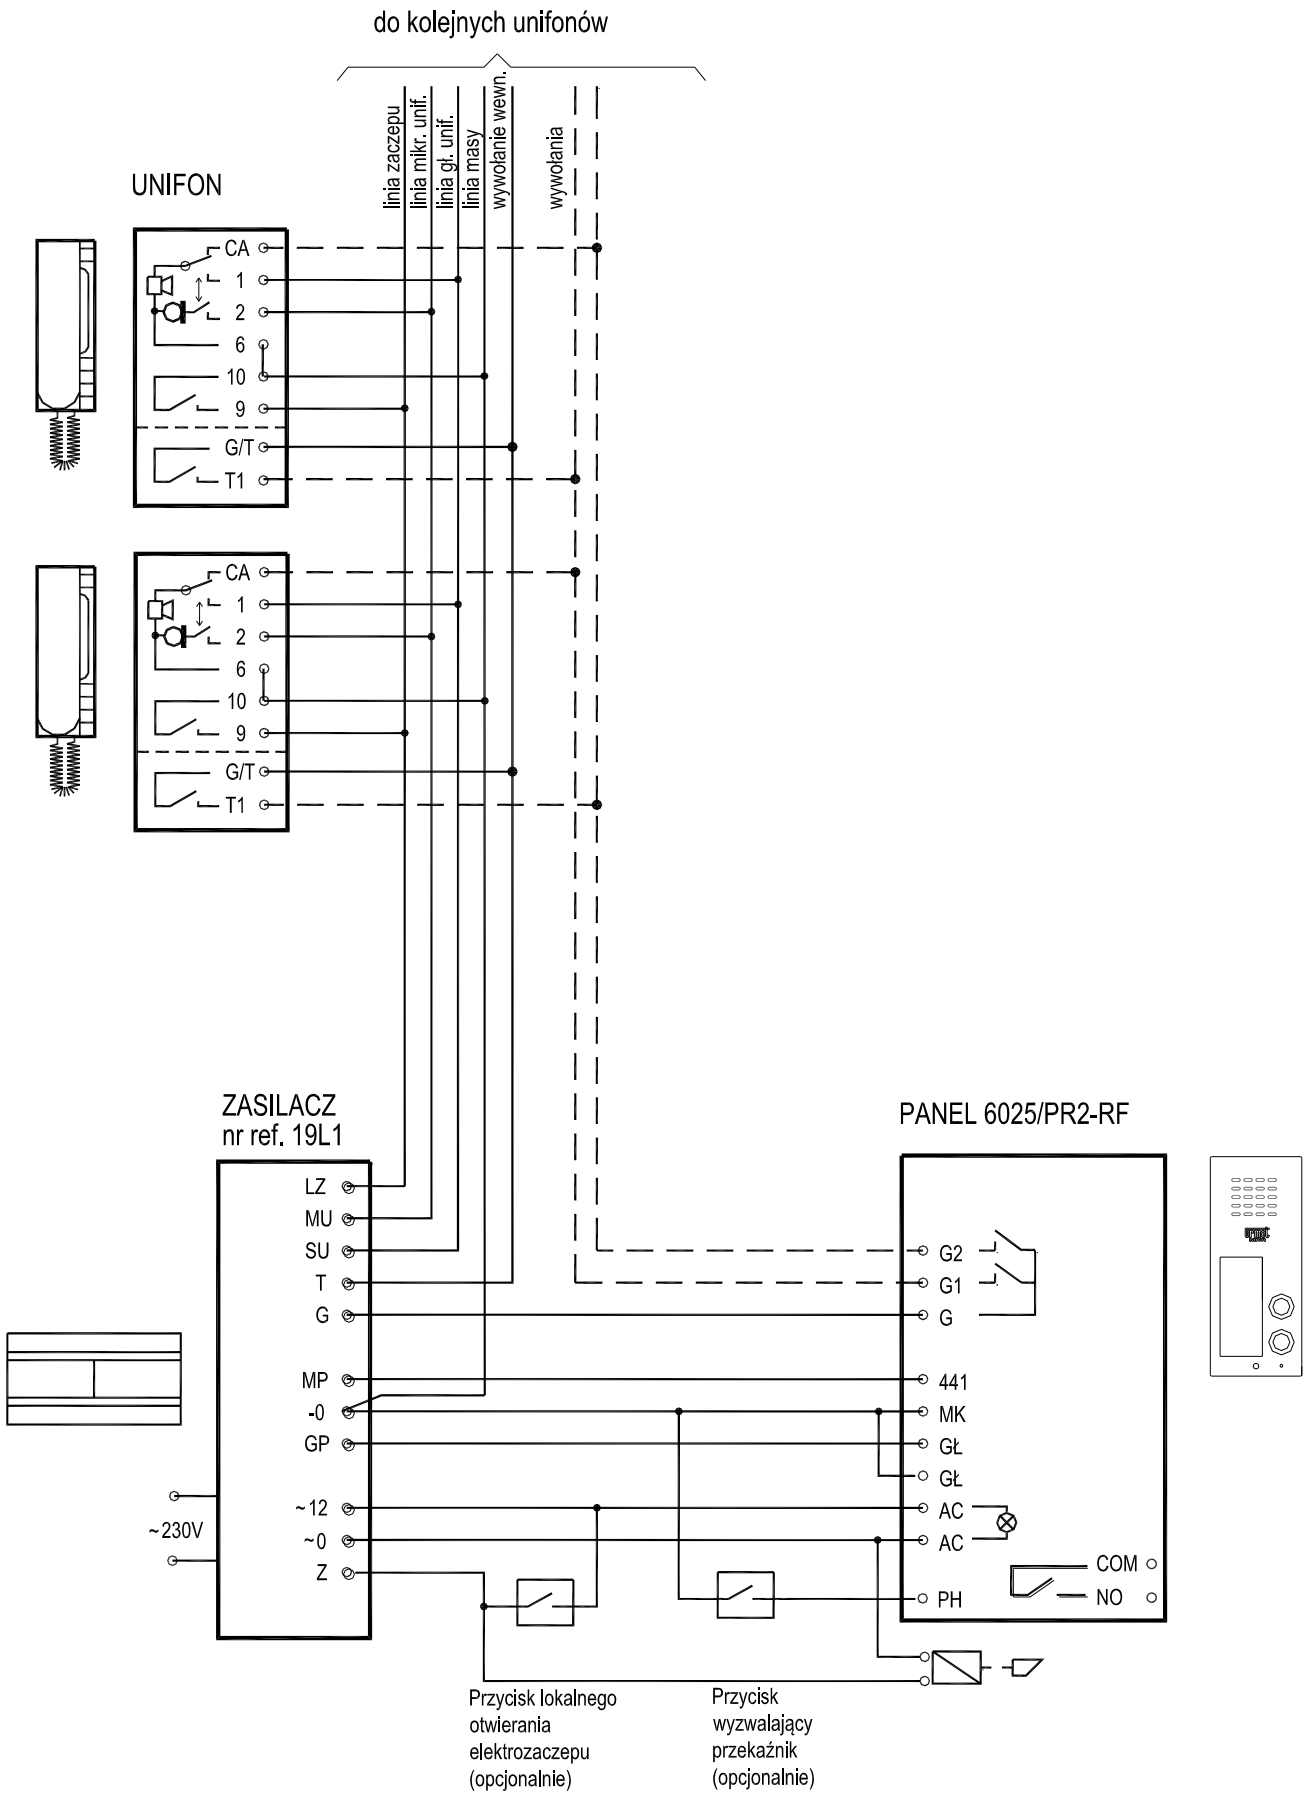 do kolejnych unifonów
linia zaczepu
linia mikr. unif.
linia gł. unif.
linia masy
wywołanie wewn.
wywołania
UNIFON
CA
1
2
6
10
9
G/T
T1
CA
1
2
6
10
9
G/T
T1
ZASILACZ
nr ref. 19L1
LZ
MU
SU
T
G
MP
-0
GP
~12
~0
Z
~230V
PANEL 6025/PR2-RF
G2
G1
G
441
MK
GŁ
GŁ
AC
AC
PH
COM
NO
urmet
Przycisk lokalnego
otwierania
elektrozaczepu
(opcjonalnie)
Przycisk
wyzwalający
przekaźnik
(opcjonalnie)